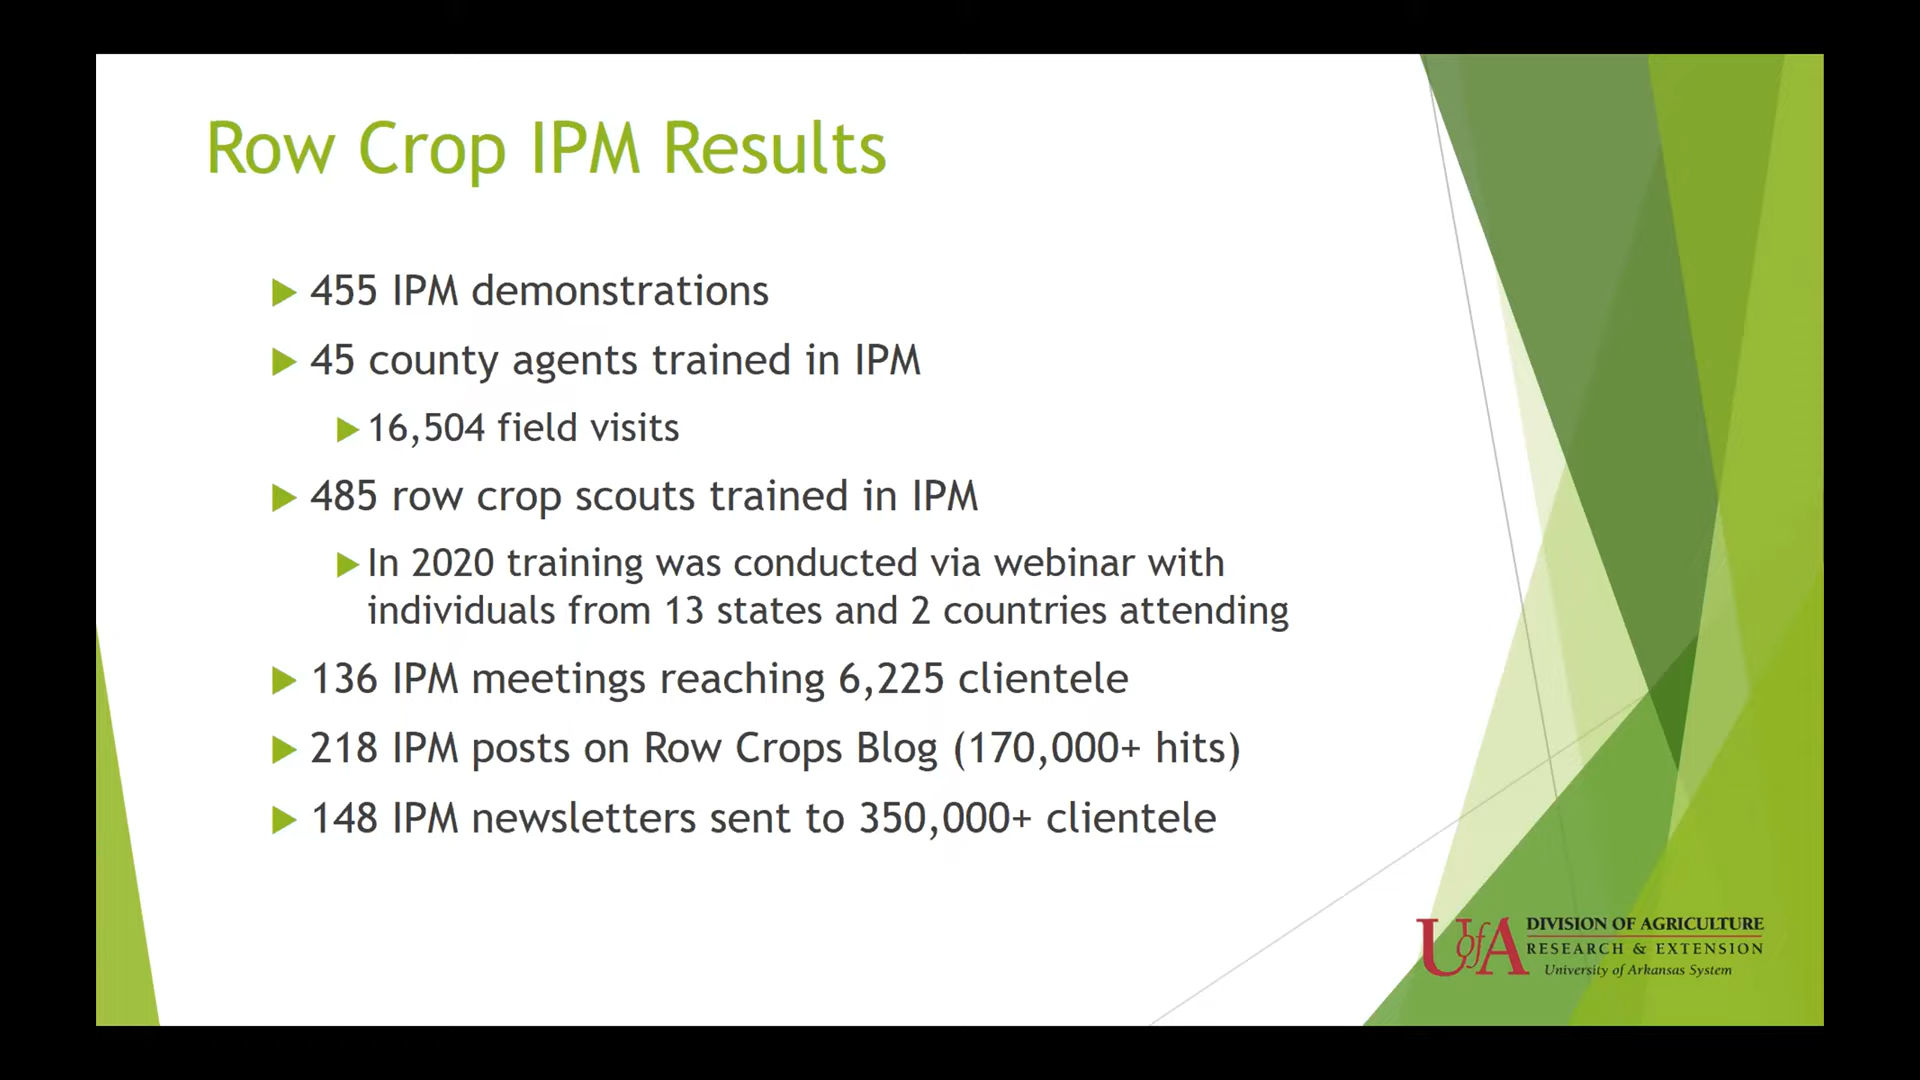 Row Crop IPM Results
455 IPM demonstrations
45 county agents trained in IPM
16,504 field visits
485 row crop scouts trained in IPM
In 2020 training was conducted via webinar with
individuals from 13 states and 2 countries attending
136 IPM meetings reaching 6,225 clientele
218 IPM posts on Row Crops Blog (170,000+ hits)
148 IPM newsletters sent to 350,000+ clientele
UofA
DIVISION OF AGRICULTURE
RESEARCH & EXTENSION
University of Arkansas System